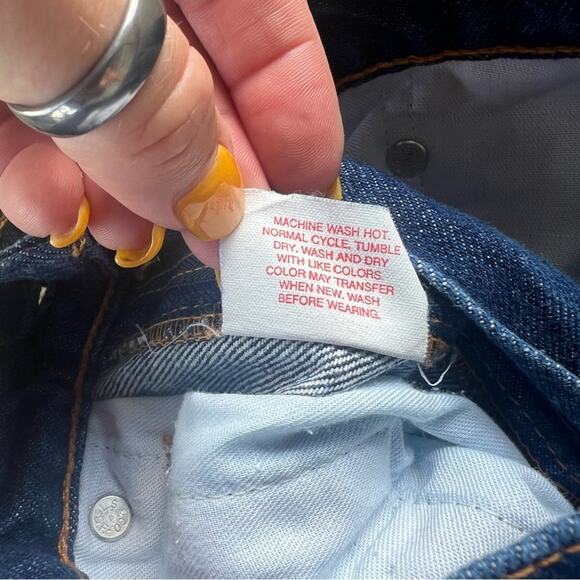 MACHINE WASH HOT.
NORMAL CYCLE, TUMBLE
DRY. WASH AND DRY
WITH LIKE COLORS.
COLOR MAY TRANSFER
WHEN NEW. WASH
BEFORE WEARING.